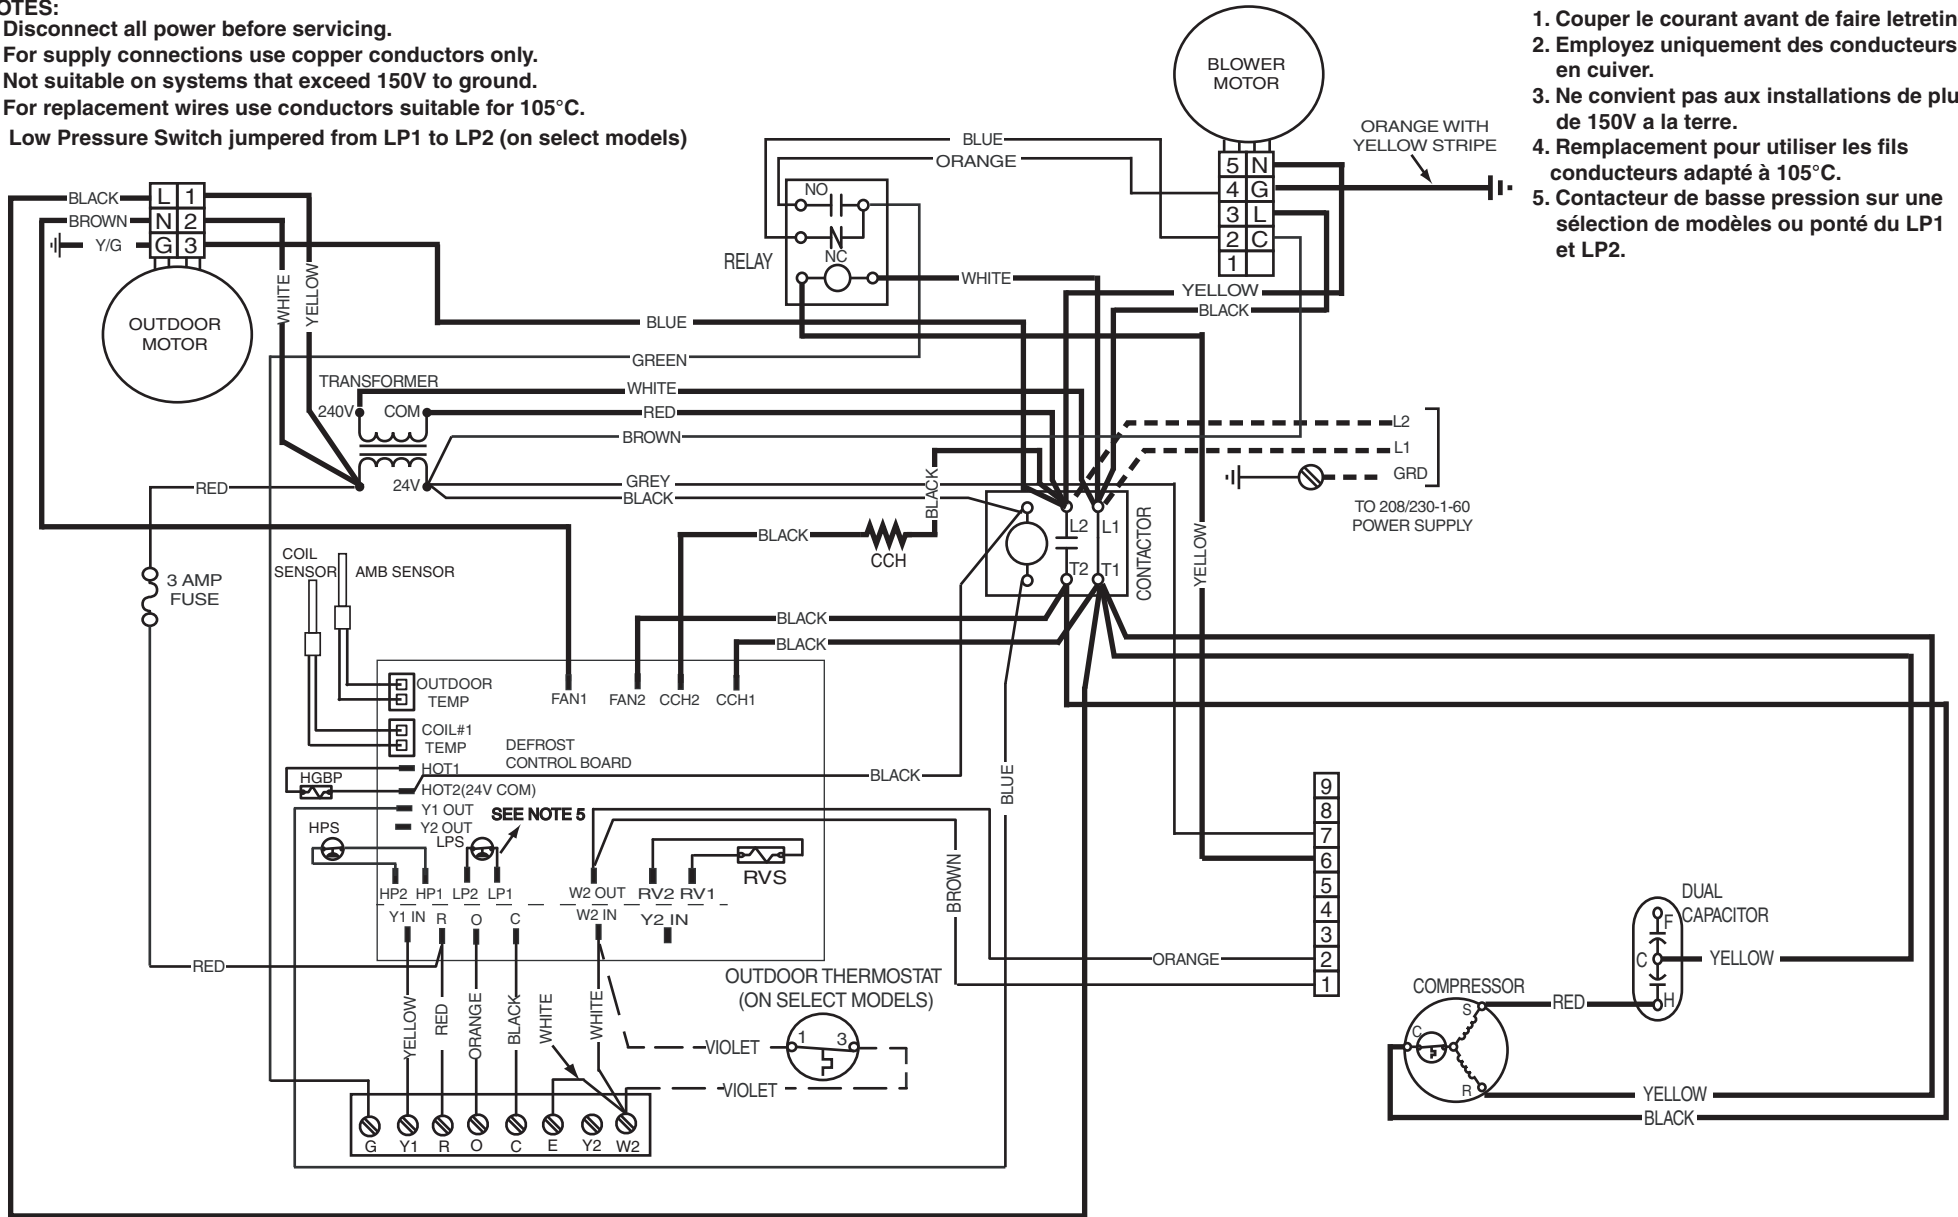 OTES:
Disconnect all power before servicing.
For supply connections use copper conductors only.
Not suitable on systems that exceed 150V to ground.
For replacement wires use conductors suitable for 105°C.
Low Pressure Switch jumpered from LP1 to LP2 (on select models)
1. Couper le courant avant de faire letretin
2. Employez uniquement des conducteurs
en cuiver.
3. Ne convient pas aux installations de plu
de 150V a la terre.
4. Remplacement pour utiliser les fils
conducteurs adapté à 105°C.
5. Contacteur de basse pression sur une
sélection de modèles ou ponté du LP1
et LP2.
BLOWER
MOTOR
ORANGE WITH
YELLOW STRIPE
5 N
4 G
3 L
2 C
1
BLUE
ORANGE
NO
NC
RELAY
WHITE
YELLOW
BLACK
BLACK
BROWN
Y/G
L 1
N 2
G 3
OUTDOOR
MOTOR
WHITE
YELLOW
BLUE
GREEN
TRANSFORMER
WHITE
240V
COM
RED
BROWN
24V
GREY
BLACK
RED
L2
L1
GRD
TO 208/230-1-60
POWER SUPPLY
BLACK
BLACK
CCH
L2
L1
T2
T1
CONTACTOR
YELLOW
3 AMP
FUSE
COIL
SENSOR
AMB SENSOR
BLACK
BLACK
OUTDOOR
TEMP
FAN1
FAN2
CCH2
CCH1
COIL#1
TEMP
DEFROST
CONTROL BOARD
HOT1
HGBP
HOT2(24V COM)
BLACK
BLUE
Y1 OUT
Y2 OUT
SEE NOTE 5
HPS
LPS
HP2
HP1
LP2
LP1
W2 OUT
RV2
RV1
RVS
Y1 IN
R
O
C
W2 IN
Y2 IN
BROWN
9
8
7
6
5
4
3
2
1
ORANGE
RED
YELLOW
RED
ORANGE
BLACK
WHITE
WHITE
OUTDOOR THERMOSTAT
(ON SELECT MODELS)
1
3
VIOLET
VIOLET
G
Y1
R
O
C
E
Y2
W2
DUAL
CAPACITOR
F
C
H
YELLOW
COMPRESSOR
S
C
R
RED
YELLOW
BLACK